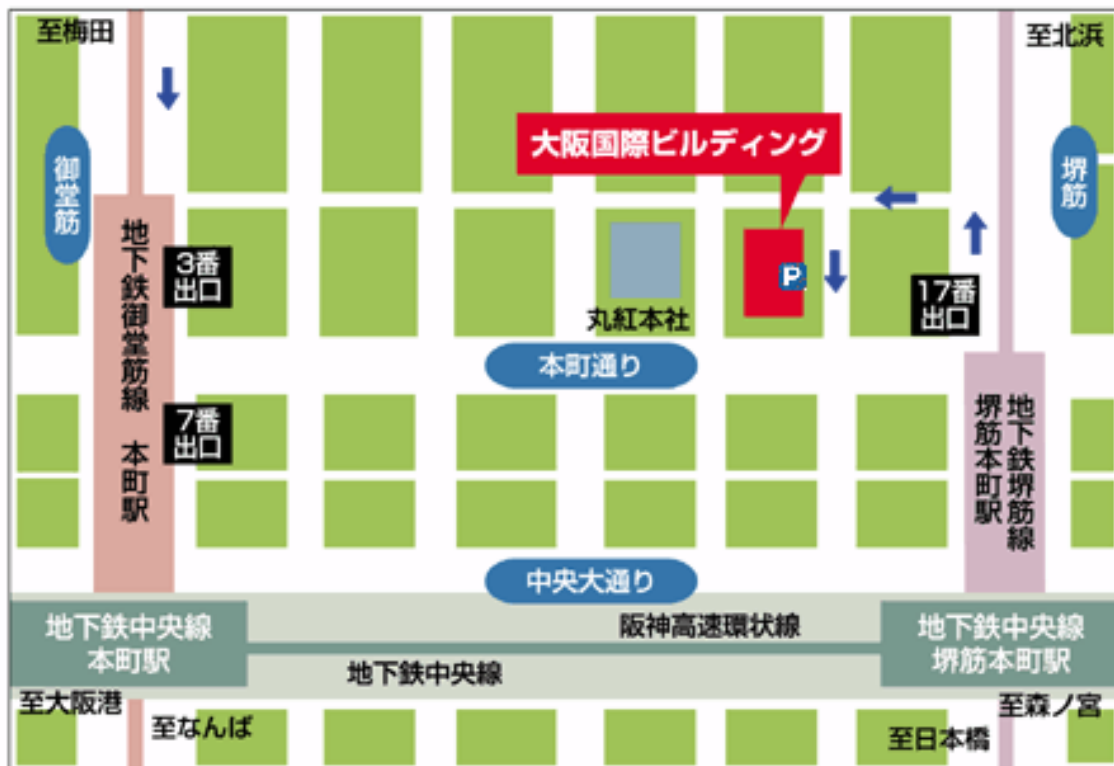 至梅田
至北浜
大阪国際ビルディング
御堂筋
堺筋
地下鉄御堂筋線 本町駅
3番
出口
P
17番
出口
丸紅本社
本町通り
7番
出口
地下鉄堺筋線
堺筋本町駅
中央大通り
地下鉄中央線
本町駅
阪神高速環状線
地下鉄中央線
地下鉄中央線
堺筋本町駅
至大阪港
至なんば
至森ノ宮
至日本橋